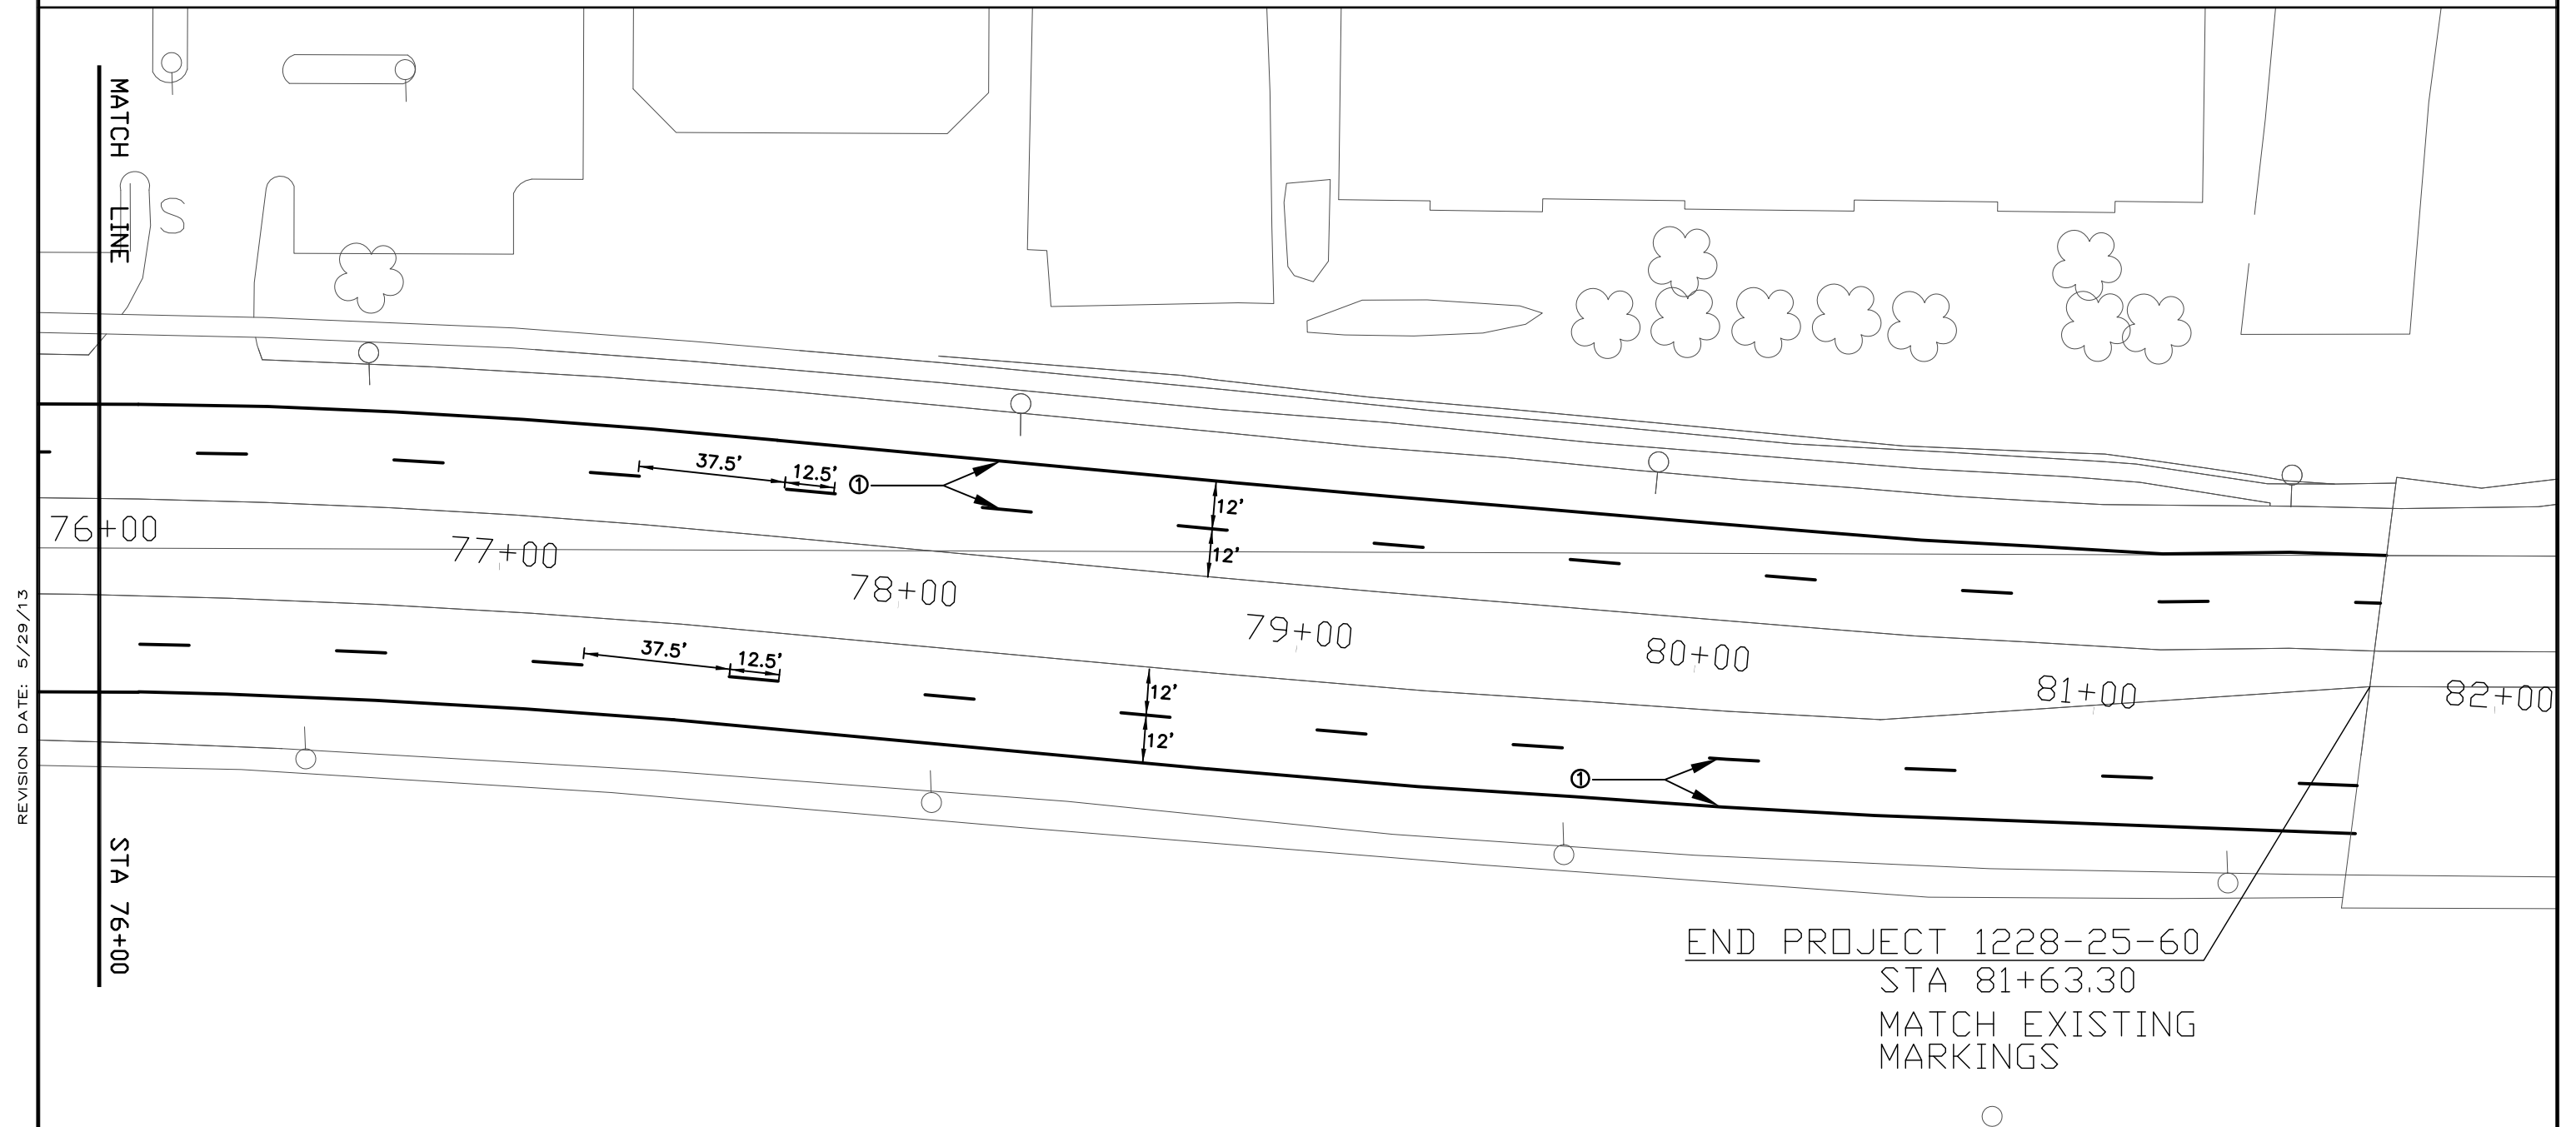 MATCH LINE
STA 76+00
S
REVISION DATE: 5/29/13
37.5'
12.5'
①
12'
12'
76+00
77+00
78+00
79+00
80+00
81+00
82+00
37.5'
12.5'
12'
12'
①
END PROJECT 1228-25-60
STA 81+63.30
MATCH EXISTING
MARKINGS